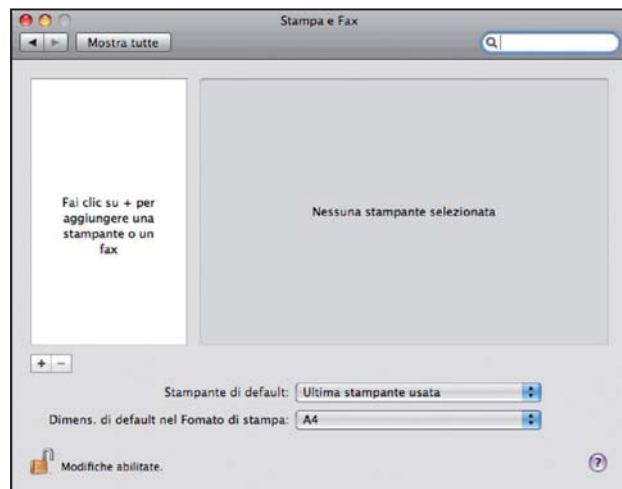 Stampa e Fax
Mostra tutte
Fai clic su + per
aggiungere una
stampante o un
fax
Nessuna stampante selezionata
+ −
Stampante di default: Ultima stampante usata
Dimens. di default nel Fomato di stampa: A4
Modifiche abilitate.
?